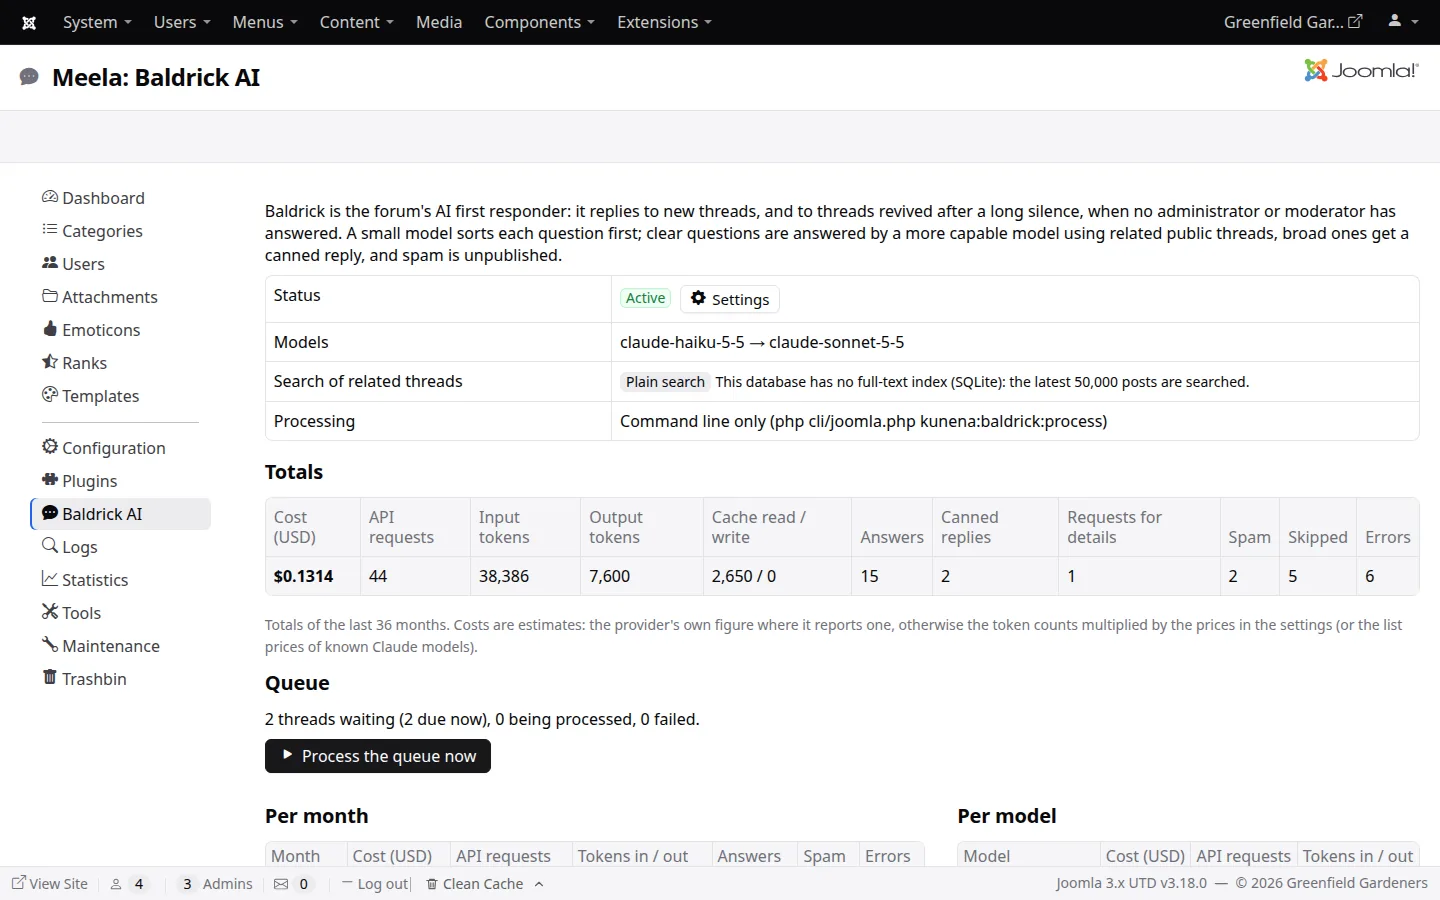 System Users Menus Content Media Components Extensions Greenfield Gar...
Meela: Baldrick AI
Joomla!®
Dashboard
Categories
Users
Attachments
Emoticons
Ranks
Templates
Configuration
Plugins
Baldrick AI
Logs
Statistics
Tools
Maintenance
Trashbin
Baldrick is the forum's AI first responder: it replies to new threads, and to threads revived after a long silence, when no administrator or moderator has
answered. A small model sorts each question first; clear questions are answered by a more capable model using related public threads, broad ones get a
canned reply, and spam is unpublished.
Status Active Settings
Models claude-haiku-5-5 → claude-sonnet-5-5
Search of related threads Plain search This database has no full-text index (SQLite): the latest 50,000 posts are searched.
Processing Command line only (php cli/joomla.php kunena:baldrick:process)
Totals
Cost (USD) API requests Input tokens Output tokens Cache read / write Answers Canned replies Requests for details Spam Skipped Errors
$0.1314 44 38,386 7,600 2,650 / 0 15 2 1 2 5 6
Totals of the last 36 months. Costs are estimates: the provider's own figure where it reports one, otherwise the token counts multiplied by the prices in the settings (or the list
prices of known Claude models).
Queue
2 threads waiting (2 due now), 0 being processed, 0 failed.
Process the queue now
Per month
Month Cost (USD) API requests Tokens in / out Answers Spam Errors
Per model
Model Cost (USD) API requests Tokens in / out
View Site 4 3 Admins 0 Log out Clean Cache Joomla 3.x UTD v3.18.0 — © 2026 Greenfield Gardeners